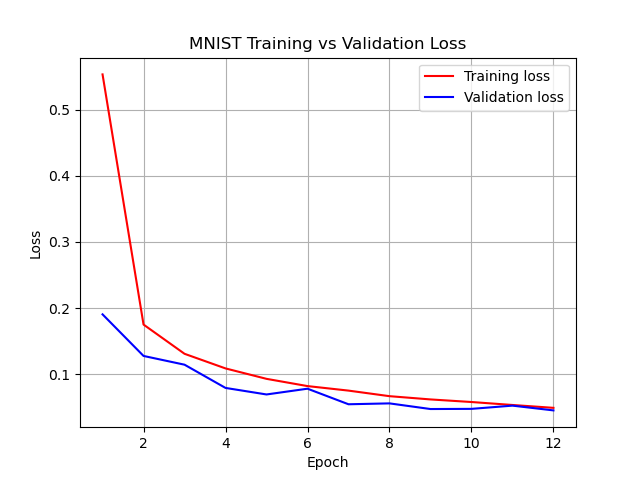 MNIST Training vs Validation Loss
Training loss
Validation loss
0.5
0.4
0.3
0.2
0.1
Loss
2 4 6 8 10 12
Epoch